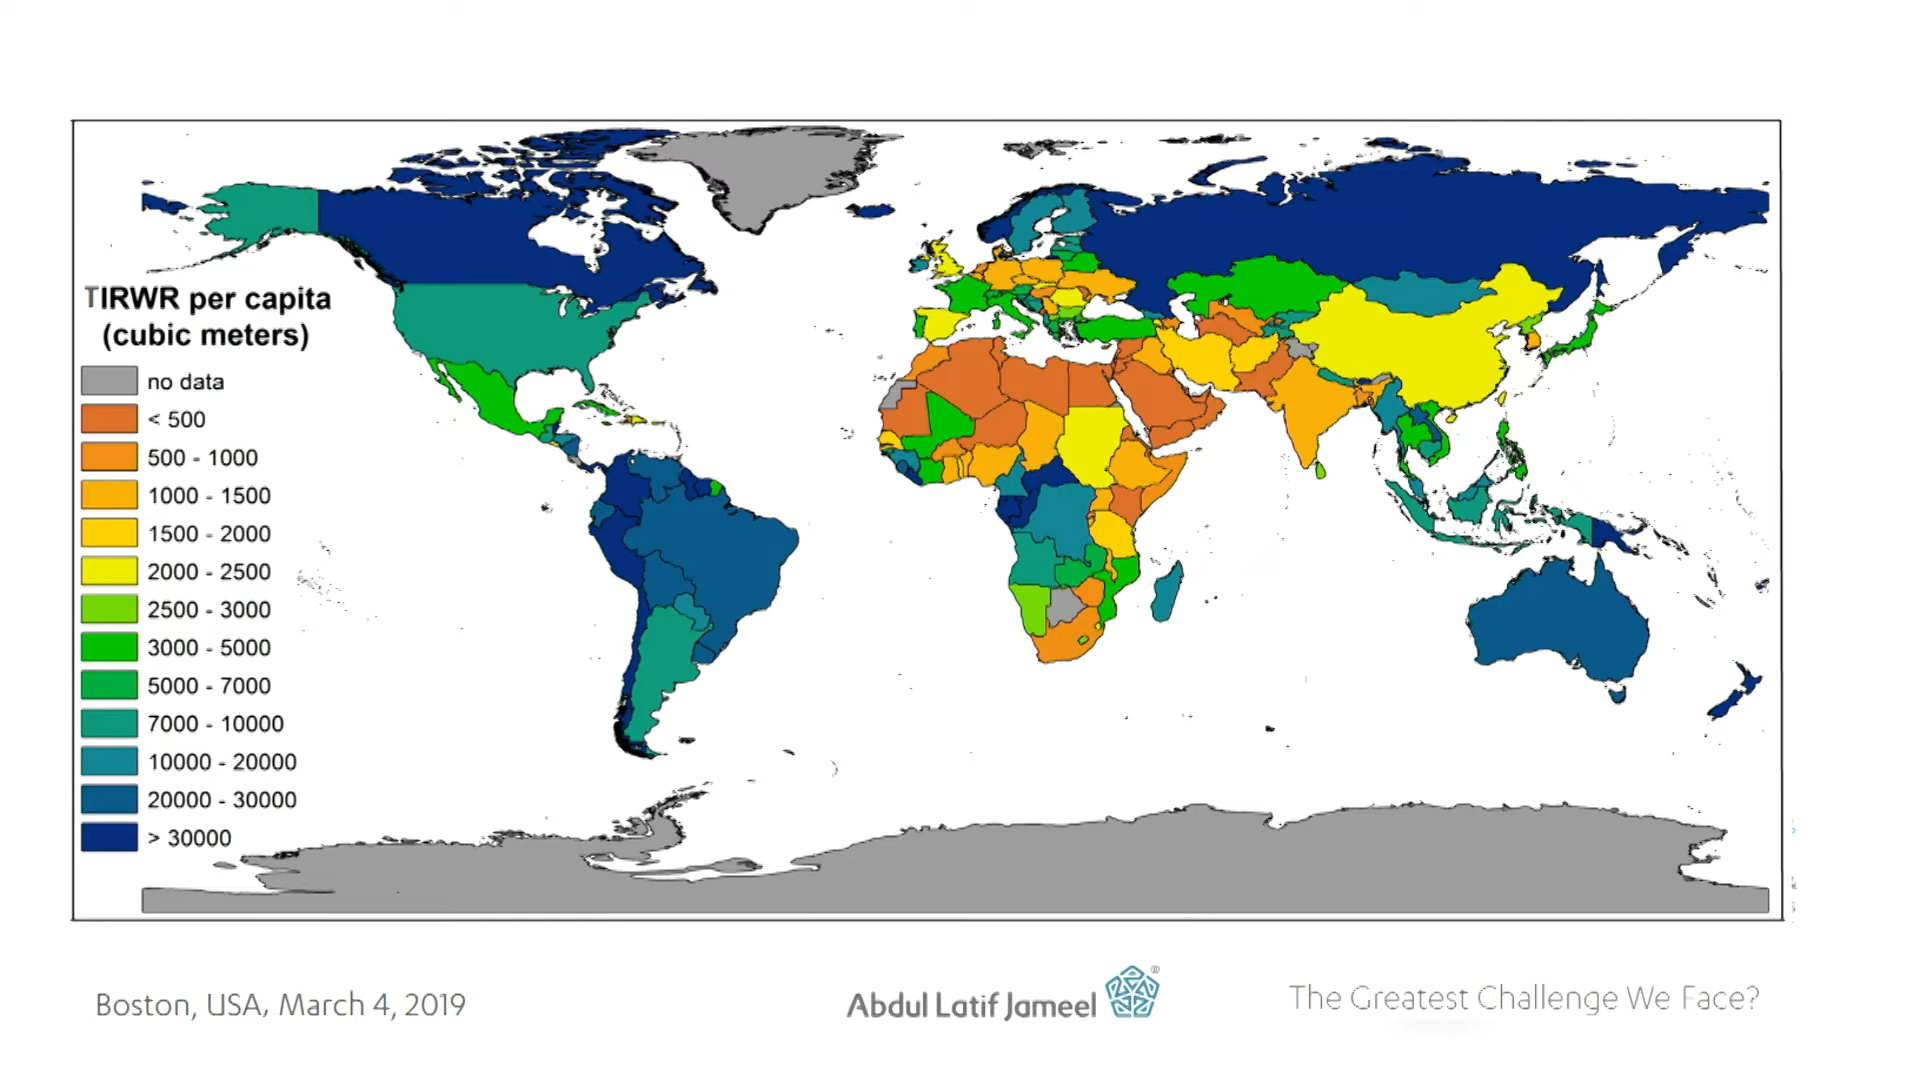 TIRWR per capita
(cubic meters)
no data
< 500
500 - 1000
1000 - 1500
1500 - 2000
2000 - 2500
2500 - 3000
3000 - 5000
5000 - 7000
7000 - 10000
10000 - 20000
20000 - 30000
> 30000
Boston, USA, March 4, 2019
Abdul Latif Jameel ®
The Greatest Challenge We Face?